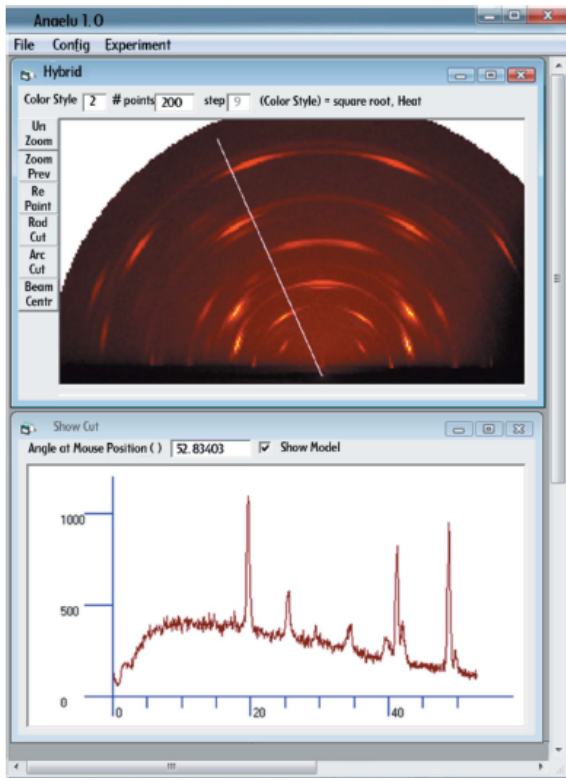 Anaelu 1.0
File Config Experiment
Hybrid
Color Style 2 # points 200 step 9 (Color Style) = square root, Heat
Un
Zoom
Zoom
Prev
Re
Paint
Rad
Cut
Arc
Cut
Beam
Centr
Show Cut
Angle at Mouse Position ( ) 52.83403 Show Model
1000
500
0
0 20 40